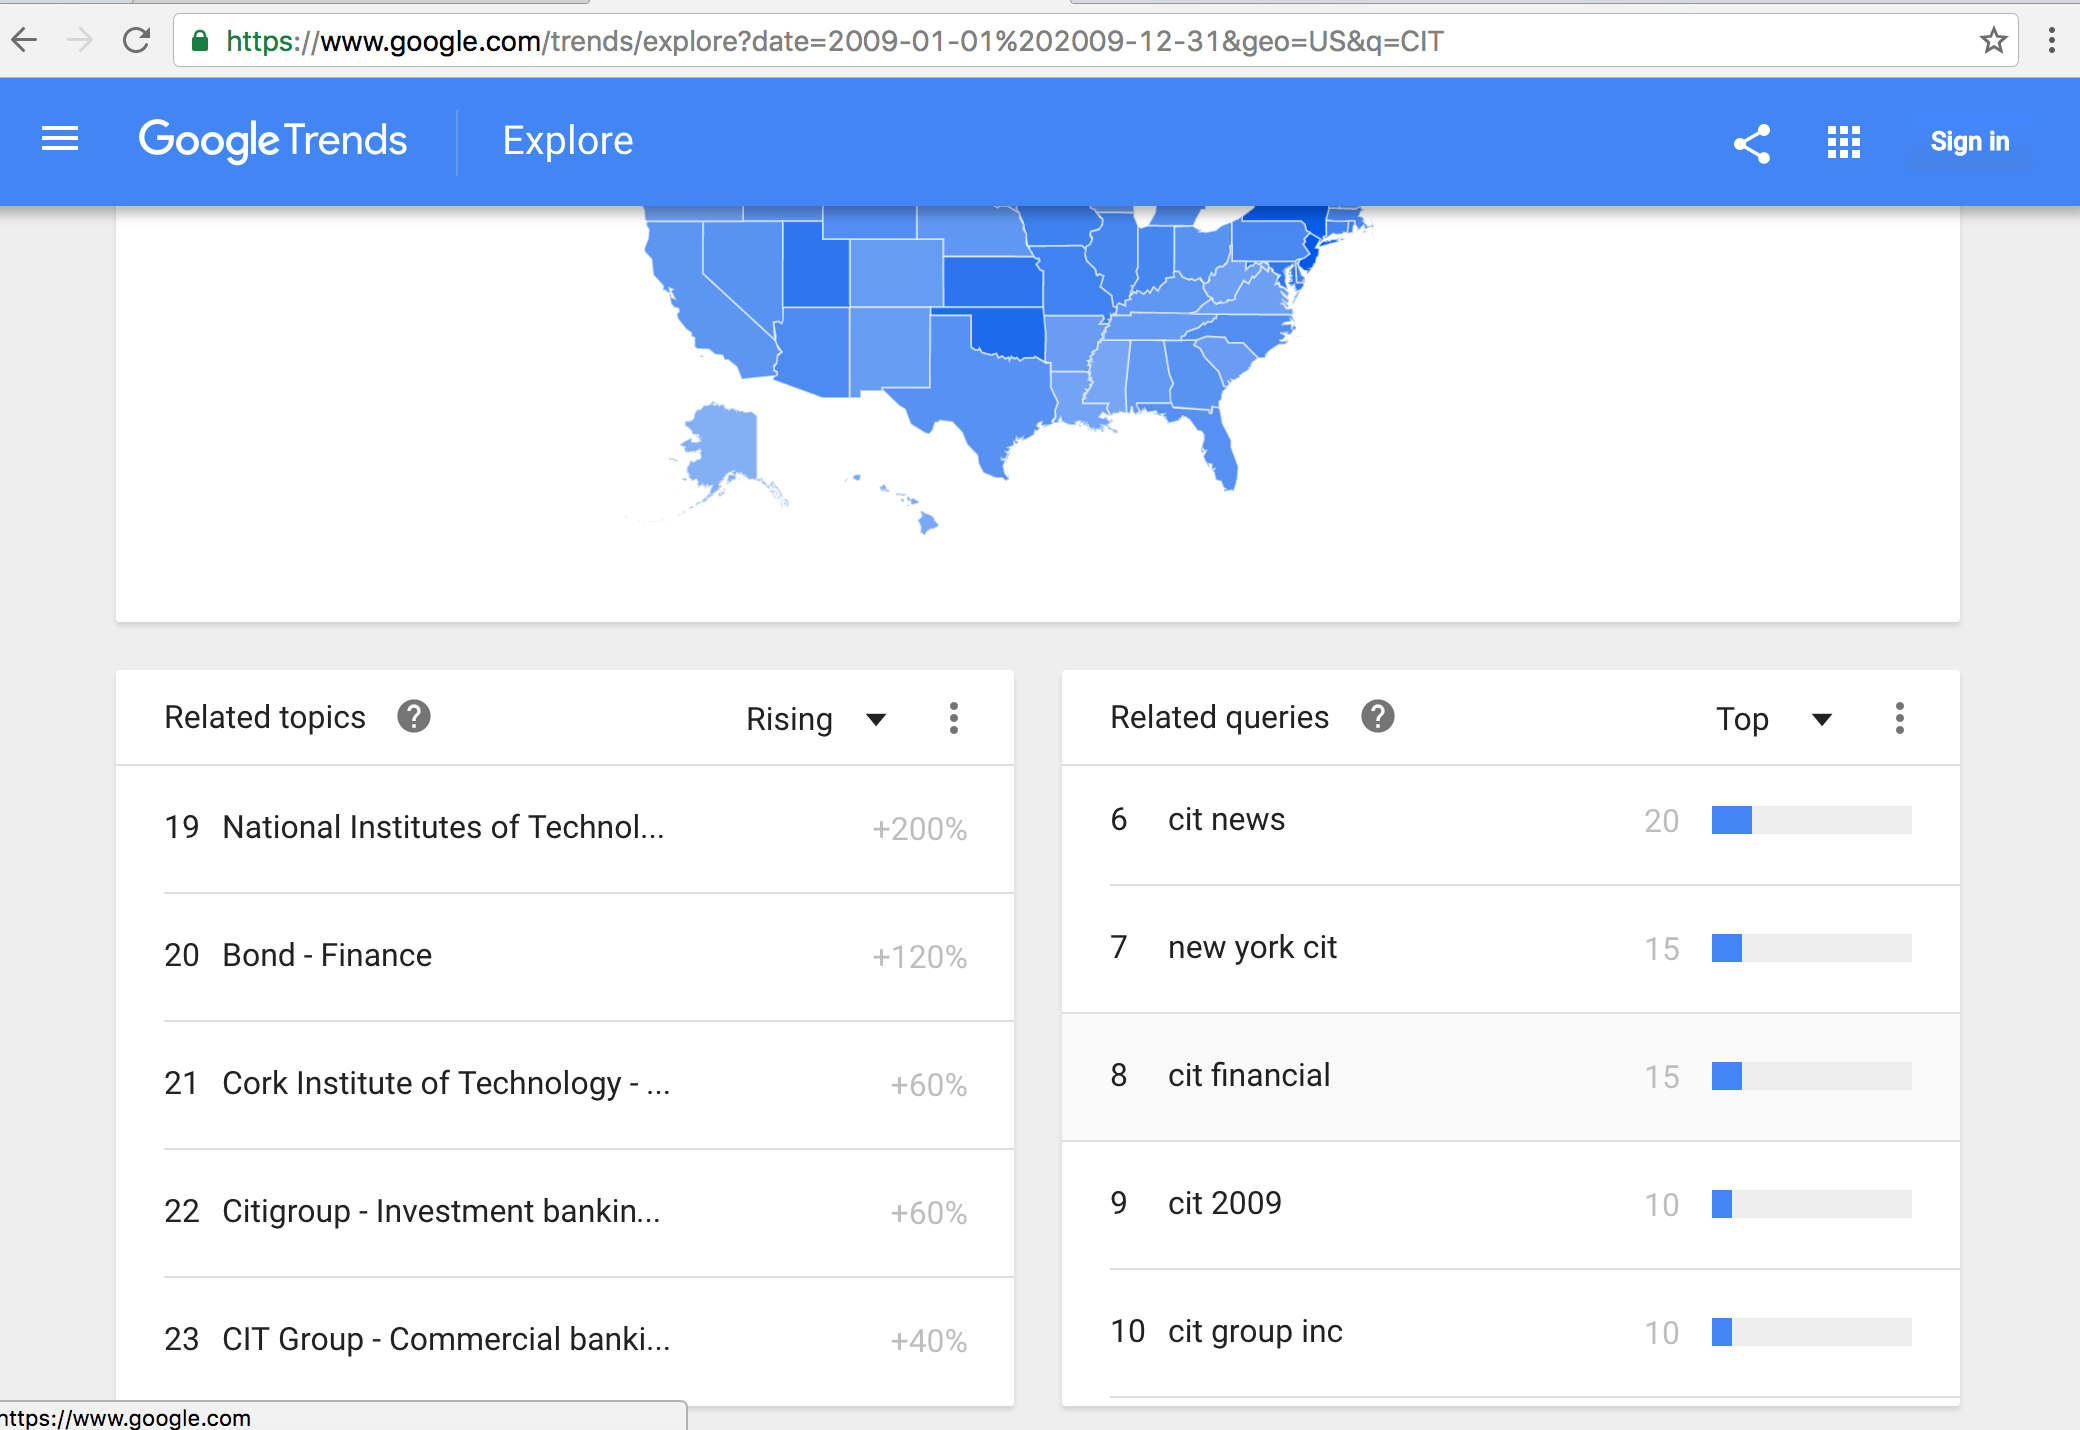 https://www.google.com/trends/explore?date=2009-01-01%202009-12-31&geo=US&q=CIT
Google Trends Explore Sign in
Related topics ? Rising
19 National Institutes of Technol... +200%
20 Bond - Finance +120%
21 Cork Institute of Technology - ... +60%
22 Citigroup - Investment bankin... +60%
23 CIT Group - Commercial banki... +40%
Related queries ? Top
6 cit news 20
7 new york cit 15
8 cit financial 15
9 cit 2009 10
10 cit group inc 10
https://www.google.com